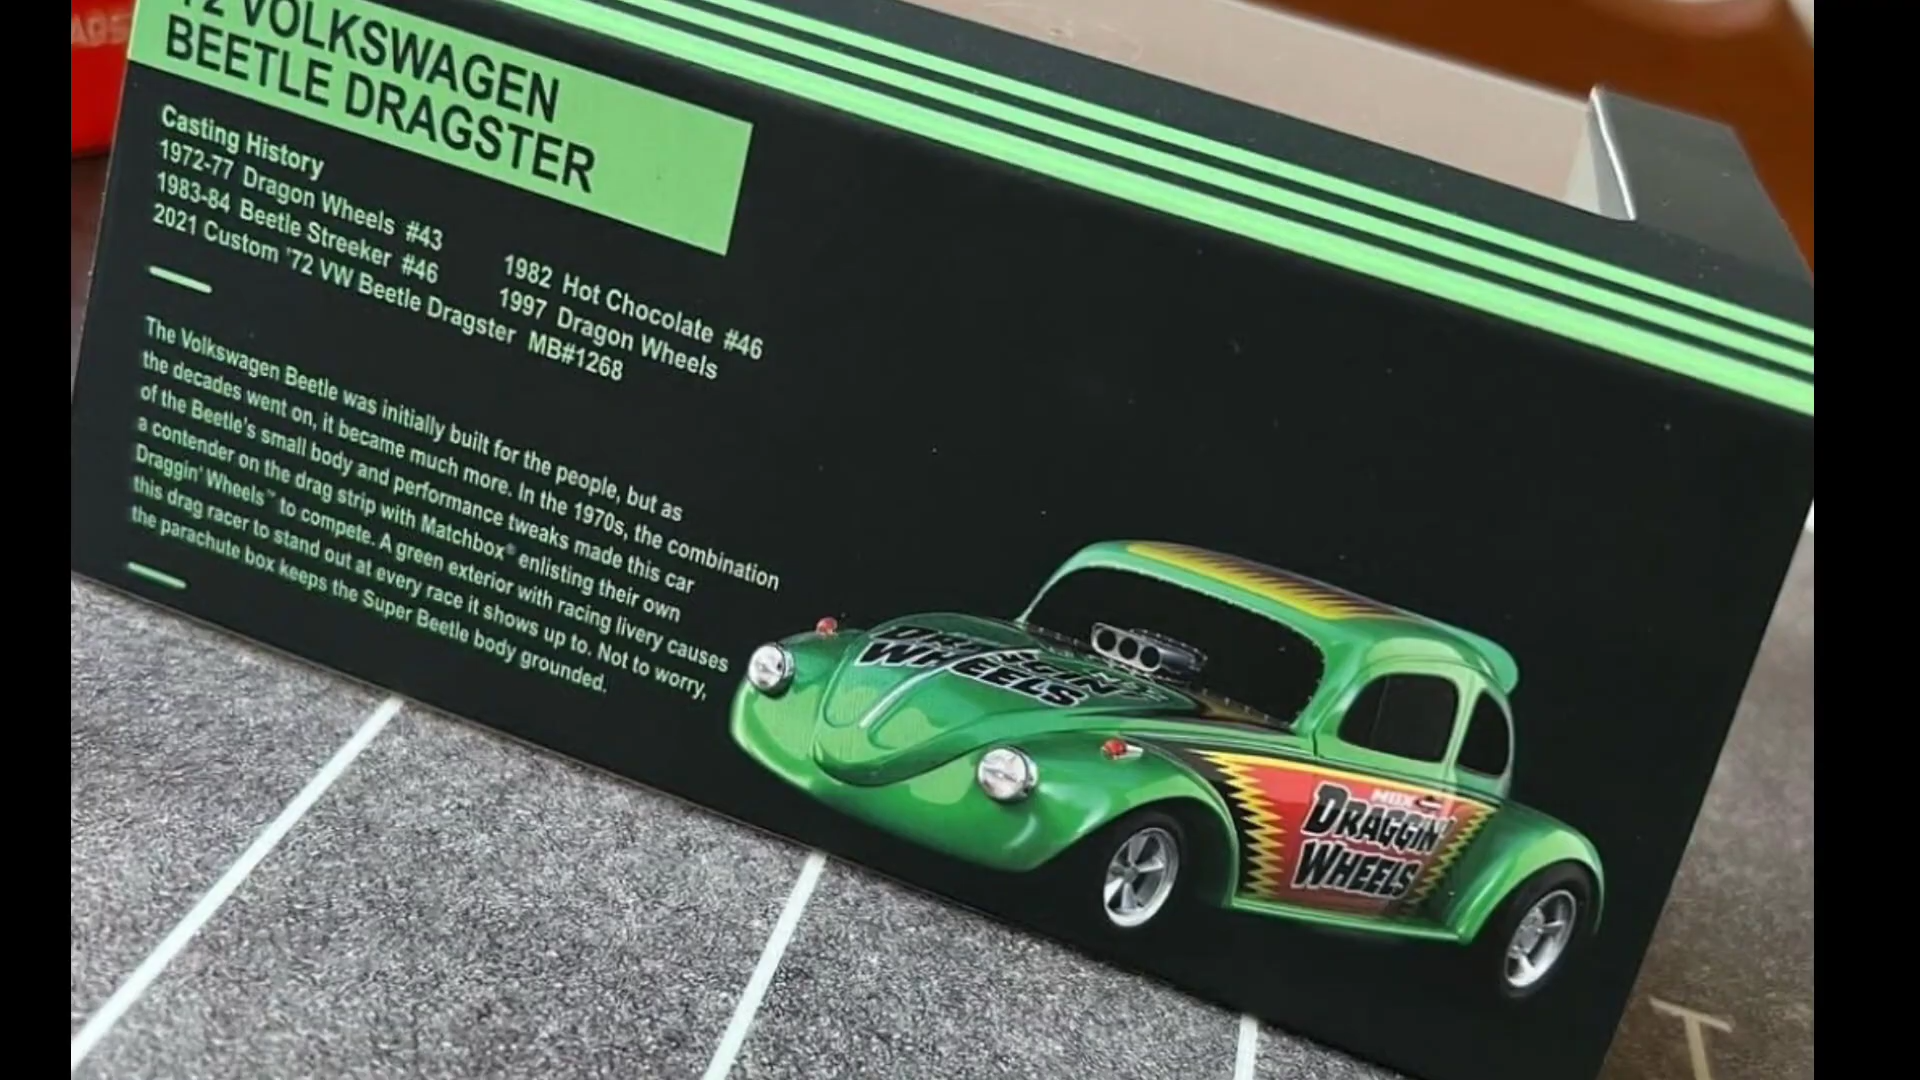 '72 VOLKSWAGEN
BEETLE DRAGSTER
Casting History
1972-77 Dragon Wheels #43
1982 Hot Chocolate #46
1983-84 Beetle Streeker #46
1997 Dragon Wheels
2021 Custom '72 VW Beetle Dragster MB#1268
The Volkswagen Beetle was initially built for the people, but as
the decades went on, it became much more. In the 1970s, the combination
of the Beetle's small body and performance tweaks made this car
a contender on the drag strip with Matchbox® enlisting their own
Draggin' Wheels™ to compete. A green exterior with racing livery causes
this drag racer to stand out at every race it shows up to. Not to worry,
the parachute box keeps the Super Beetle body grounded.
DRAGGIN'
WHEELS
MBX
DRAGGIN'
WHEELS